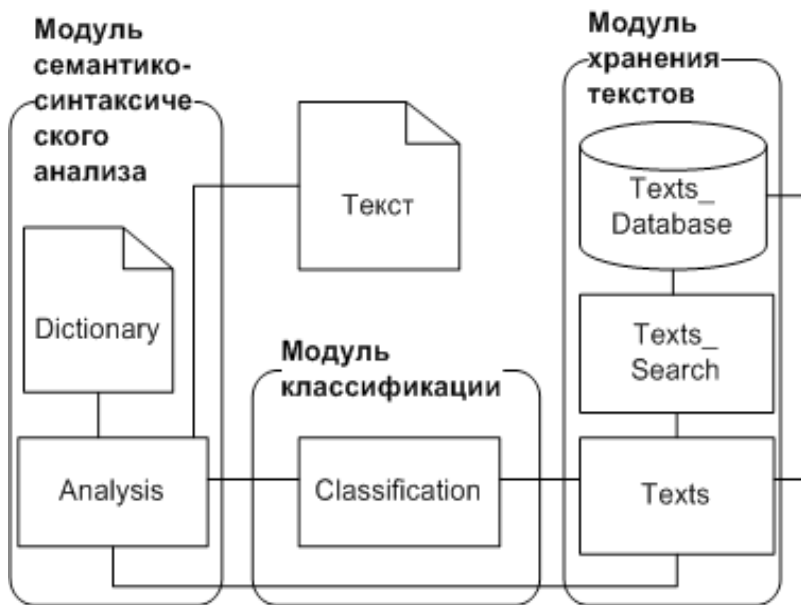 Модуль
семантико-
синтаксиче
ского
анализа
Dictionary
Analysis
Текст
Модуль
классификации
Classification
Модуль
хранения
текстов
Texts_
Database
Texts_
Search
Texts